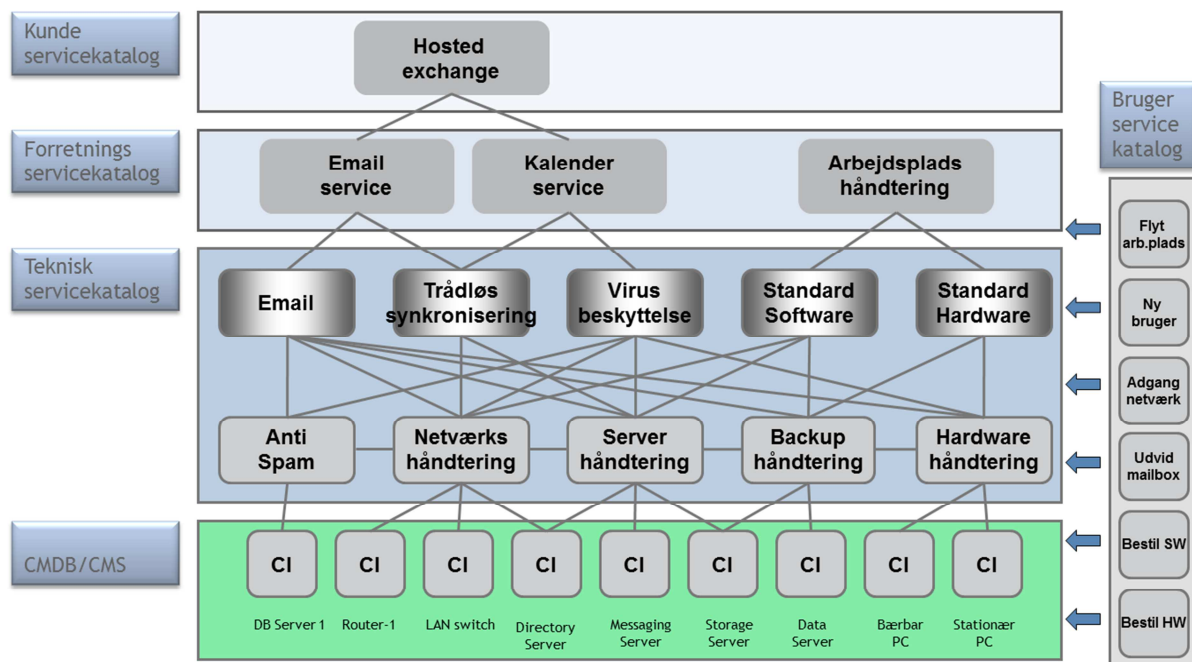 Kunde
servicekatalog
Hosted
exchange
Forretnings
servicekatalog
Email
service
Kalender
service
Arbejdsplads
håndtering
Teknisk
servicekatalog
Email
Trådløs
synkronisering
Virus
beskyttelse
Standard
Software
Standard
Hardware
Anti
Spam
Netværks
håndtering
Server
håndtering
Backup
håndtering
Hardware
håndtering
CMDB/CMS
CI
CI
CI
CI
CI
CI
CI
CI
CI
DB Server 1
Router-1
LAN switch
Directory
Server
Messaging
Server
Storage
Server
Data
Server
Bærbar
PC
Stationær
PC
Bruger
service
katalog
Flyt
arb.plads
Ny
bruger
Adgang
netværk
Udvid
mailbox
Bestil SW
Bestil HW